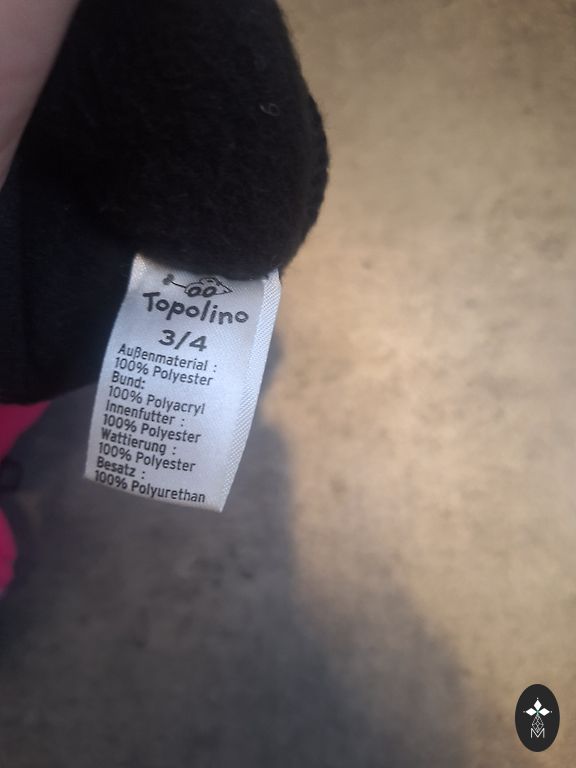 Topolino
3/4
Außenmaterial :
100% Polyester
Bund:
100% Polyacryl
Innenfutter :
100% Polyester
Wattierung :
100% Polyester
Besatz :
100% Polyurethan
M